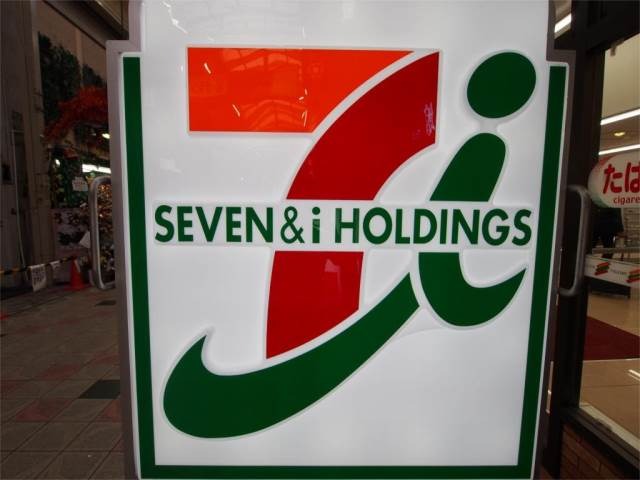 SEVEN & i HOLDINGS
たば
cigare